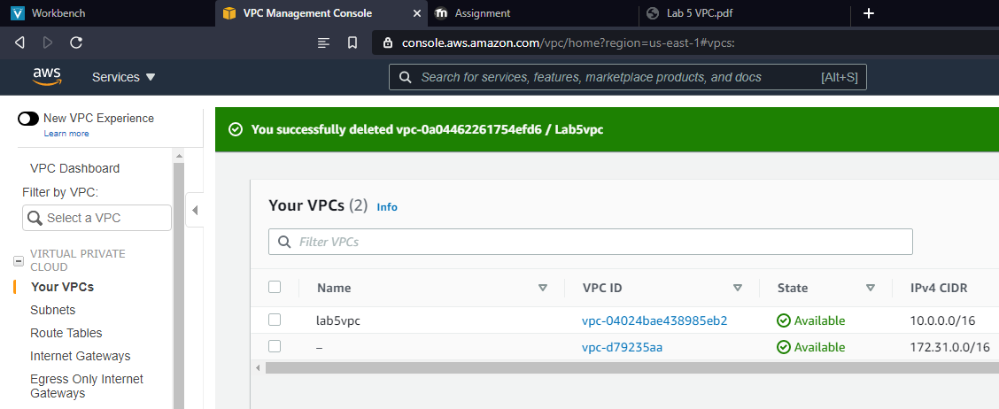 Workbench
VPC Management Console
Assignment
Lab 5 VPC.pdf
console.aws.amazon.com/vpc/home?region=us-east-1#vpcs:
aws
Services
Search for services, features, marketplace products, and docs
[Alt+S]
New VPC Experience
Learn more
VPC Dashboard
Filter by VPC:
Select a VPC
VIRTUAL PRIVATE
CLOUD
Your VPCs
Subnets
Route Tables
Internet Gateways
Egress Only Internet
Gateways
You successfully deleted vpc-0a04462261754efd6 / Lab5vpc
Your VPCs (2) Info
Filter VPCs
Name VPC ID State IPv4 CIDR
lab5vpc vpc-04024bae438985eb2 Available 10.0.0.0/16
– vpc-d79235aa Available 172.31.0.0/16